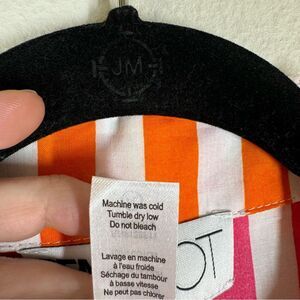 JM
Machine was cold
Tumble dry low
Do not bleach
Lavage en machine
à l'eau froide
Séchage du tambour
à basse vitesse
Ne peut pas chlorer
OT